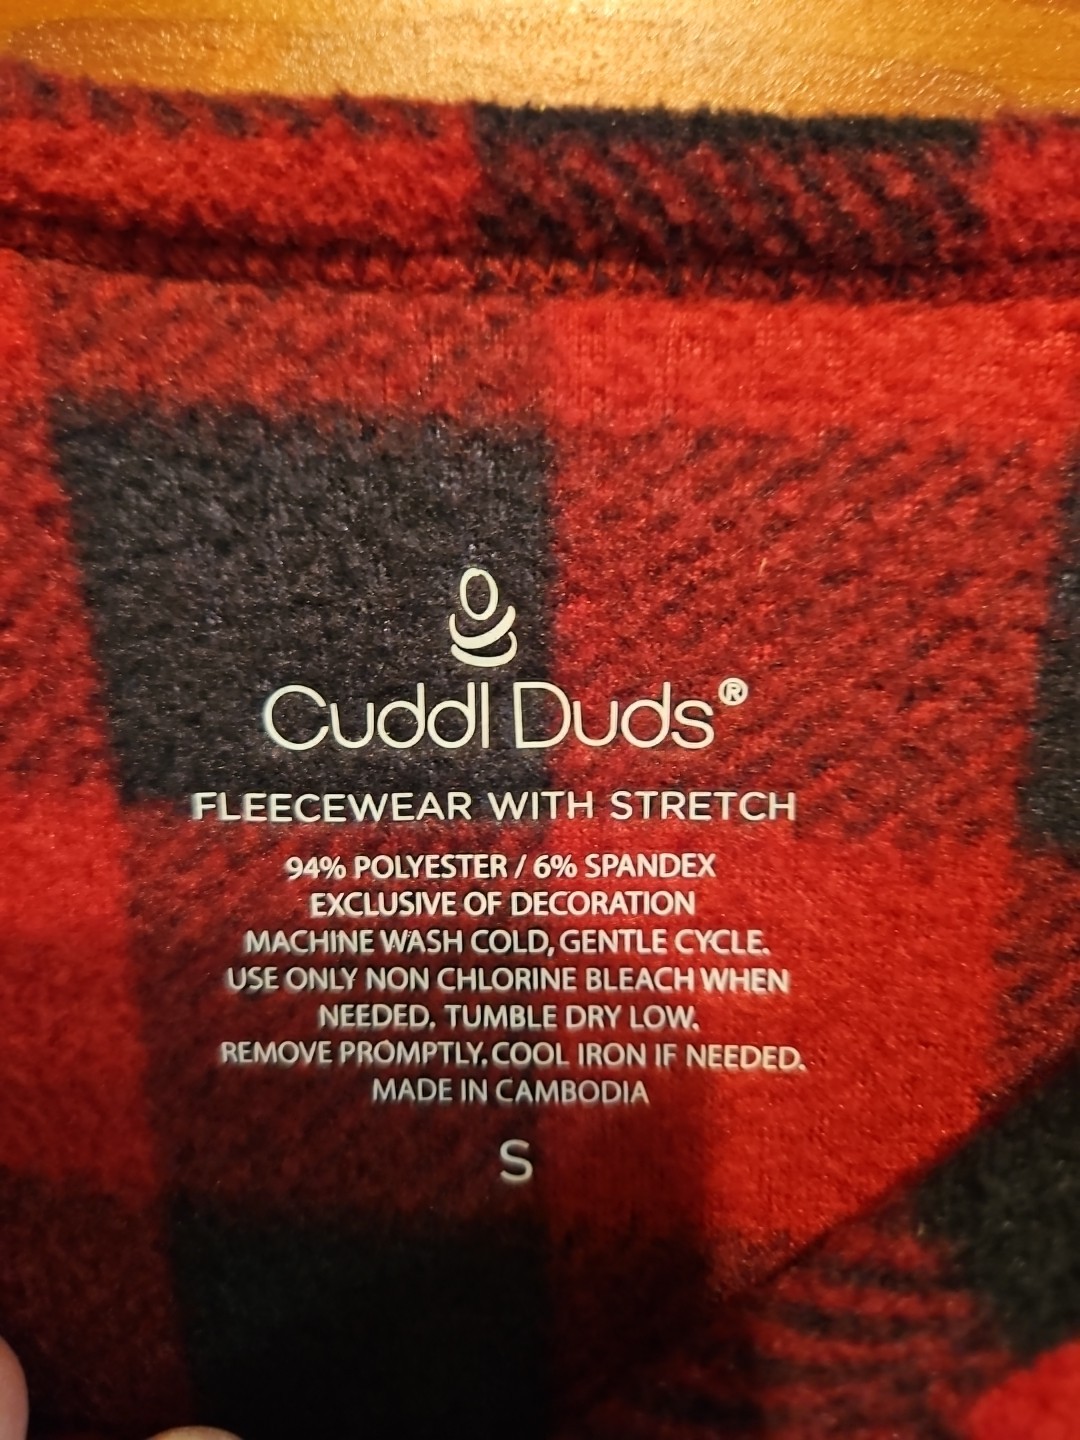 Cuddl Duds®
FLEECEWEAR WITH STRETCH
94% POLYESTER / 6% SPANDEX
EXCLUSIVE OF DECORATION
MACHINE WASH COLD, GENTLE CYCLE.
USE ONLY NON CHLORINE BLEACH WHEN
NEEDED. TUMBLE DRY LOW.
REMOVE PROMPTLY. COOL IRON IF NEEDED.
MADE IN CAMBODIA
S